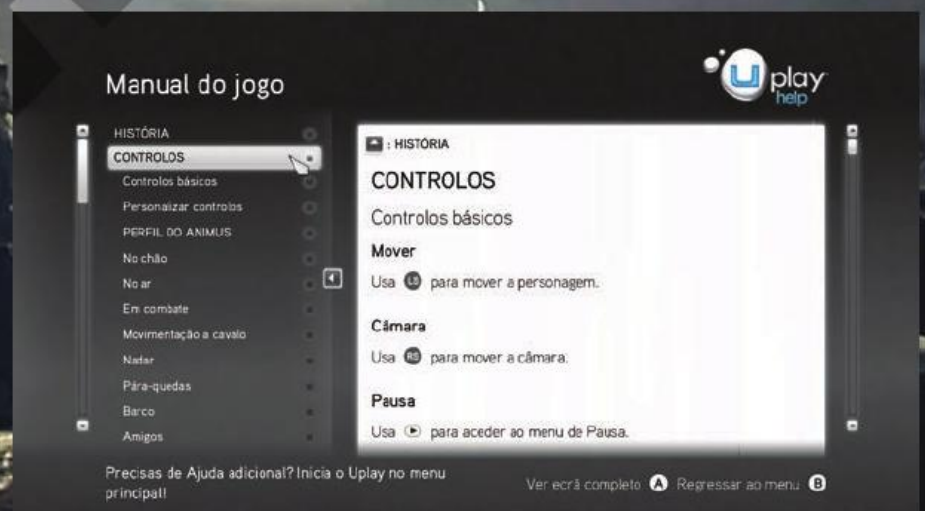 Manual do jogo
U play
help
HISTÓRIA
CONTROLOS
Controlos básicos
Personalizar controlos
PERFIL DO ANIMUS
No chão
No ar
Em combate
Movimentação a cavalo
Nadar
Pára-quedas
Barco
Amigos
: HISTÓRIA
CONTROLOS
Controlos básicos
Mover
Usa LS para mover a personagem.
Câmara
Usa RS para mover a câmara.
Pausa
Usa para aceder ao menu de Pausa.
Precisas de Ajuda adicional? Inicia o Uplay no menu
principal!
Ver ecrã completo A Regressar ao menu B